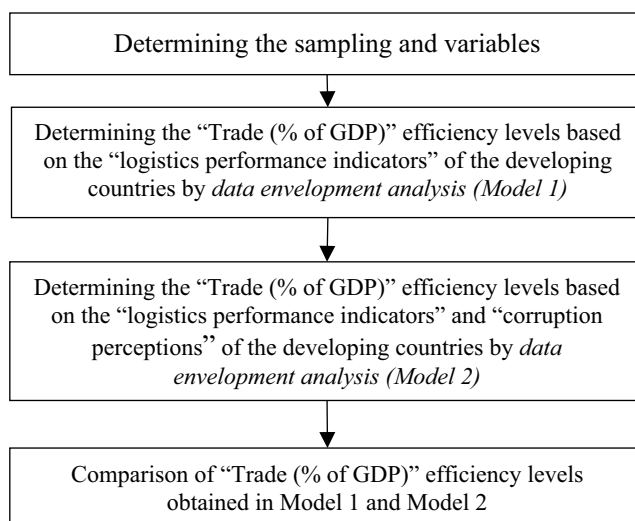 Determining the sampling and variables
Determining the “Trade (% of GDP)” efficiency levels based
on the “logistics performance indicators” of the developing
countries by data envelopment analysis (Model 1)
Determining the “Trade (% of GDP)” efficiency levels based
on the “logistics performance indicators” and “corruption
perceptions” of the developing countries by data
envelopment analysis (Model 2)
Comparison of “Trade (% of GDP)” efficiency levels
obtained in Model 1 and Model 2